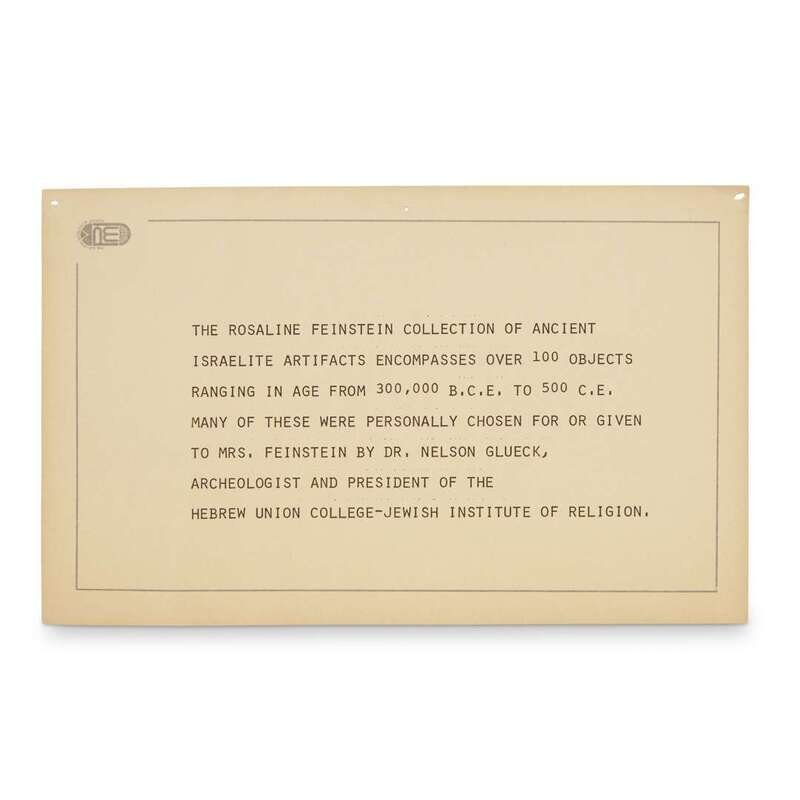 THE ROSALINE FEINSTEIN COLLECTION OF ANCIENT
ISRAELITE ARTIFACTS ENCOMPASSES OVER 100 OBJECTS
RANGING IN AGE FROM 300,000 B.C.E. TO 500 C.E.
MANY OF THESE WERE PERSONALLY CHOSEN FOR OR GIVEN
TO MRS. FEINSTEIN BY DR. NELSON GLUECK,
ARCHEOLOGIST AND PRESIDENT OF THE
HEBREW UNION COLLEGE-JEWISH INSTITUTE OF RELIGION.